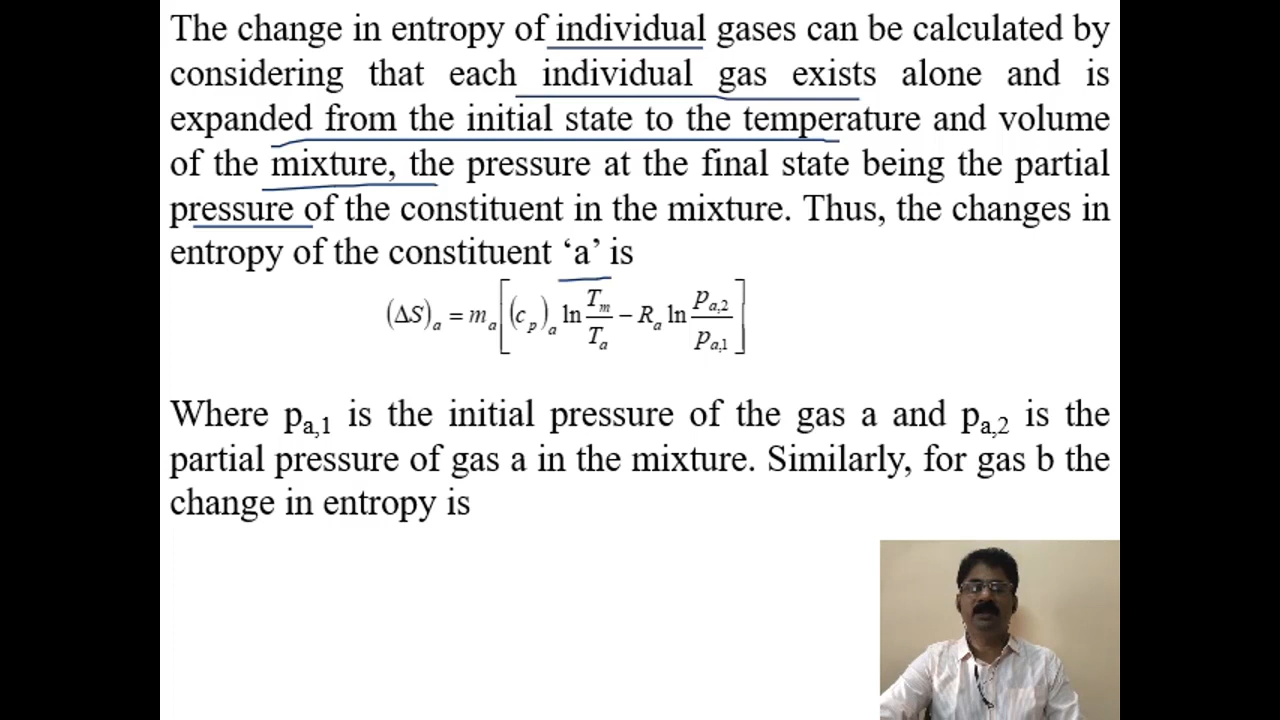 The change in entropy of individual gases can be calculated by
considering that each individual gas exists alone and is
expanded from the initial state to the temperature and volume
of the mixture, the pressure at the final state being the partial
pressure of the constituent in the mixture. Thus, the changes in
entropy of the constituent ‘a’ is
(ΔS)ₐ = mₐ[(cₚ)ₐ ln Tₘ/Tₐ − Rₐ ln pₐ,₂/pₐ,₁]
Where pₐ,₁ is the initial pressure of the gas a and pₐ,₂ is the
partial pressure of gas a in the mixture. Similarly, for gas b the
change in entropy is